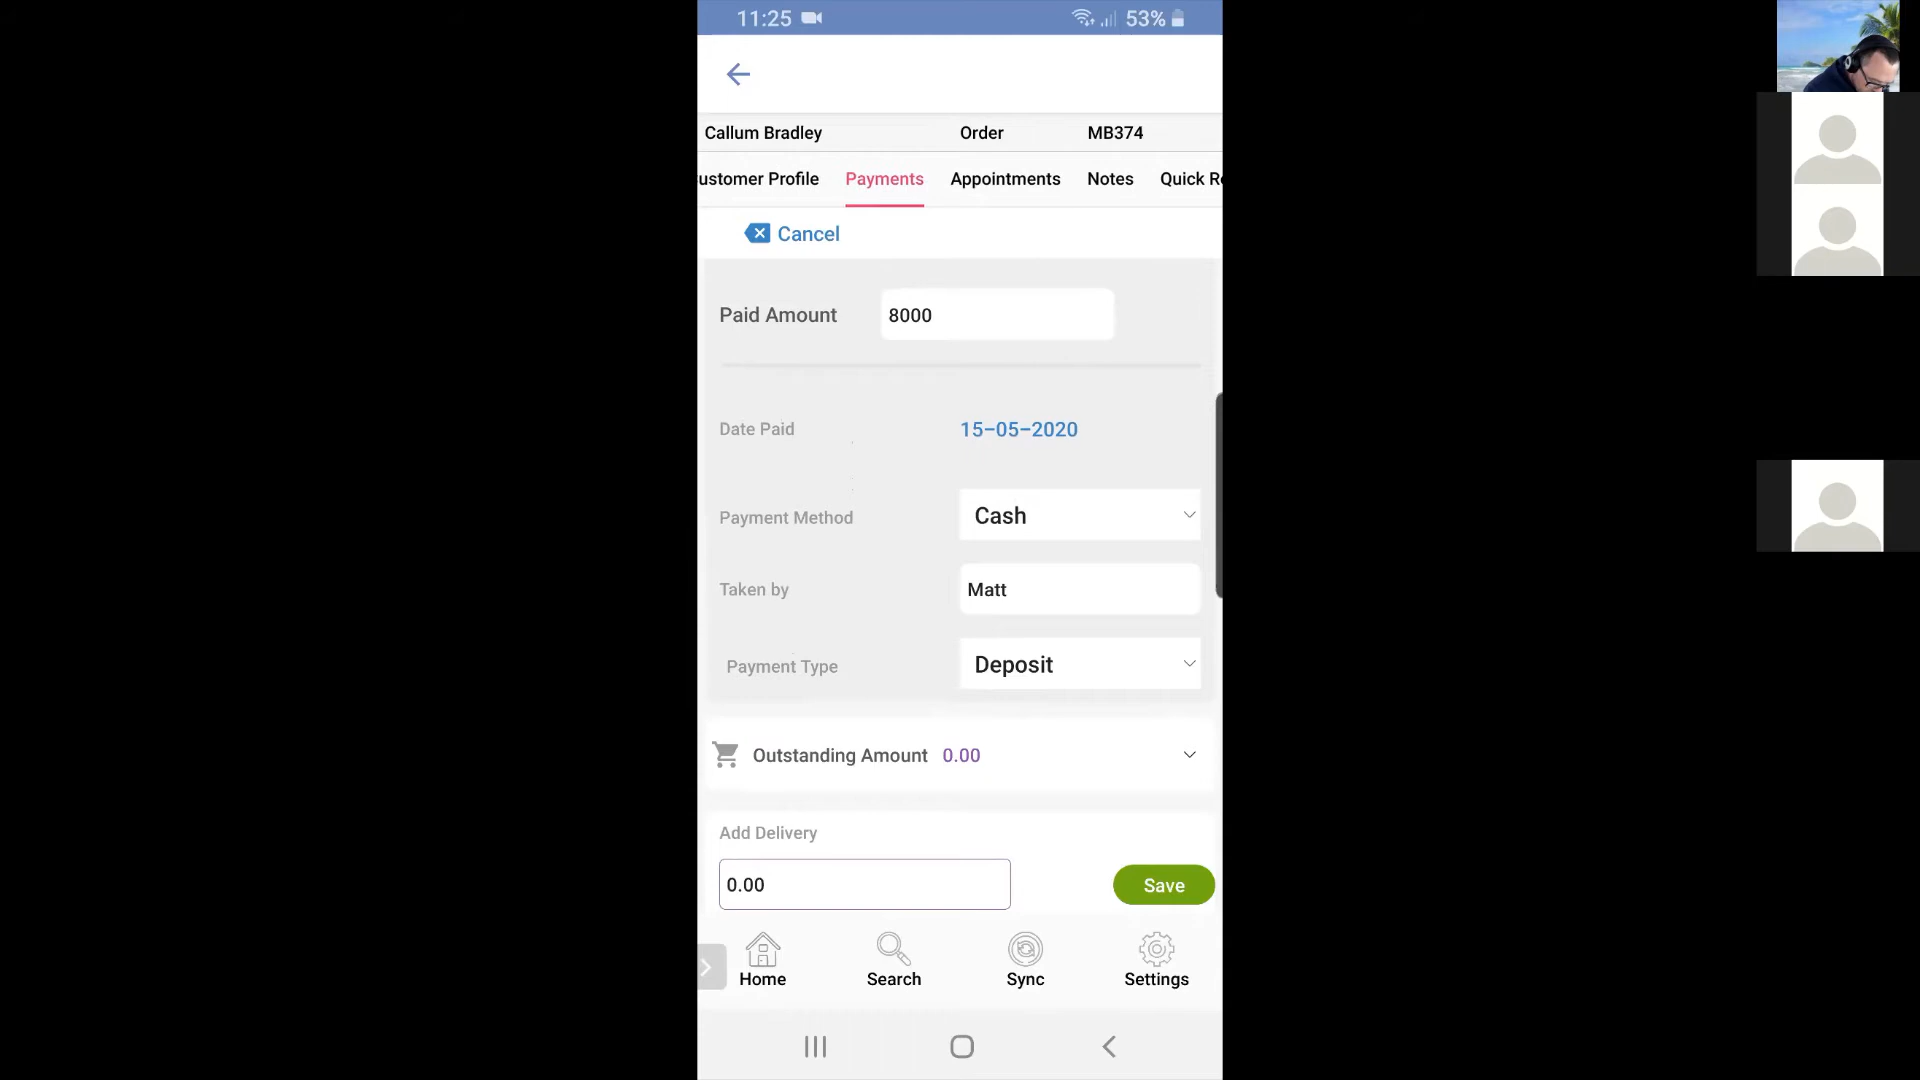 11:25 53%
Callum Bradley Order MB374
ustomer Profile Payments Appointments Notes Quick R
Cancel
Paid Amount 8000
Date Paid 15-05-2020
Payment Method Cash
Taken by Matt
Payment Type Deposit
Outstanding Amount 0.00
Add Delivery
0.00 Save
Home Search Sync Settings